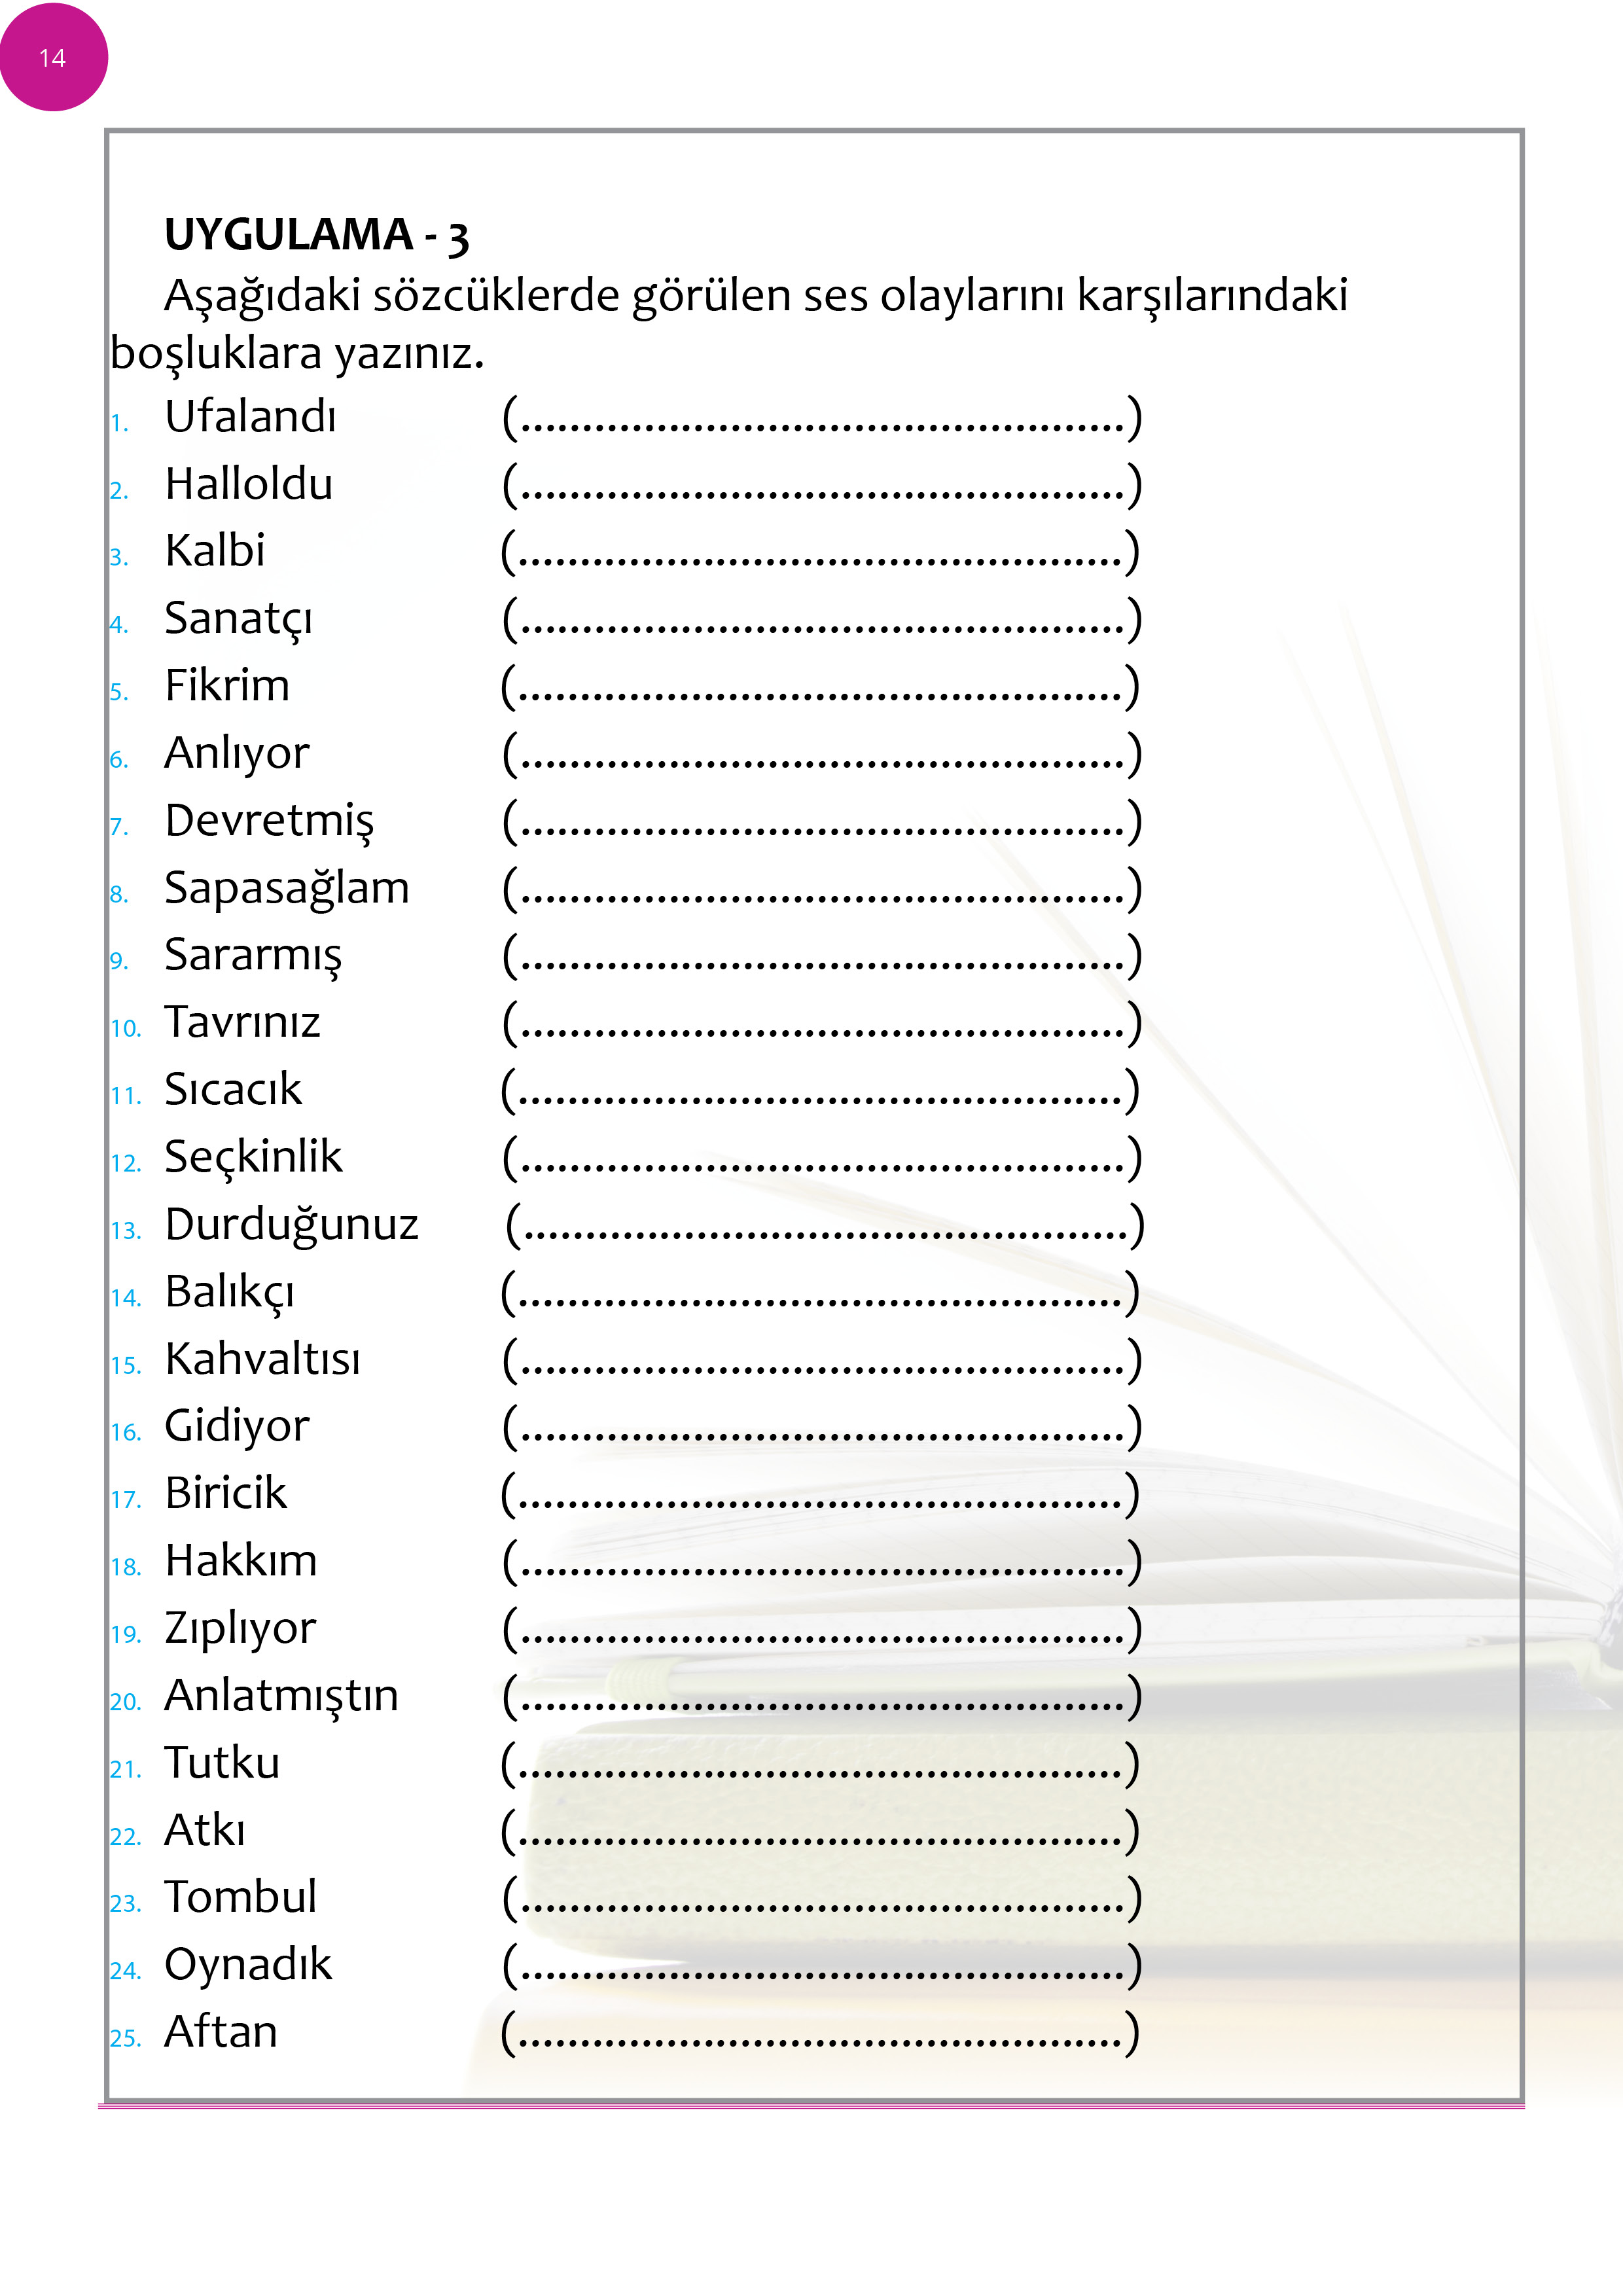 14
UYGULAMA - 3
Aşağıdaki sözcüklerde görülen ses olaylarını karşılarındaki
boşluklara yazınız.
1. Ufalandı (.................................................)
2. Halloldu (.................................................)
3. Kalbi (.................................................)
4. Sanatçı (.................................................)
5. Fikrim (.................................................)
6. Anlıyor (.................................................)
7. Devretmiş (.................................................)
8. Sapasağlam (.................................................)
9. Sararmış (.................................................)
10. Tavrınız (.................................................)
11. Sıcacık (.................................................)
12. Seçkinlik (.................................................)
13. Durduğunuz (.................................................)
14. Balıkçı (.................................................)
15. Kahvaltısı (.................................................)
16. Gidiyor (.................................................)
17. Biricik (.................................................)
18. Hakkım (.................................................)
19. Zıplıyor (.................................................)
20. Anlatmıştın (.................................................)
21. Tutku (.................................................)
22. Atkı (.................................................)
23. Tombul (.................................................)
24. Oynadık (.................................................)
25. Aftan (.................................................)